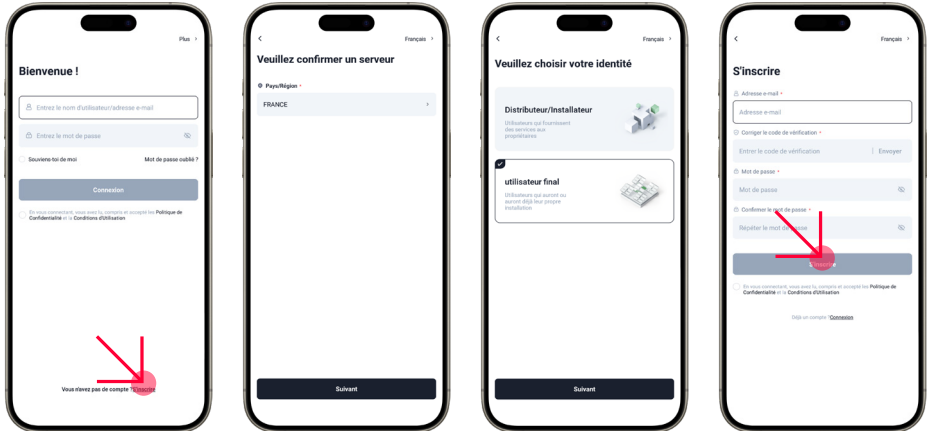 Plus
Bienvenue !
Entrez le nom d'utilisateur/adresse e-mail
Entrez le mot de passe
Souviens-toi de moi
Mot de passe oublié ?
Connexion
En vous connectant, vous avez lu, compris et accepté les Politique de
Confidentialité et la Conditions d'Utilisation
Vous n'avez pas de compte ?S'inscrire
Français
Veuillez confirmer un serveur
Pays/Région *
FRANCE
Suivant
Français
Veuillez choisir votre identité
Distributeur/Installateur
Utilisateurs qui fournissent
des services aux
propriétaires
utilisateur final
Utilisateurs qui auront ou
auront déjà leur propre
installation
Suivant
Français
S'inscrire
Adresse e-mail *
Adresse e-mail
Corriger le code de vérification *
Entrer le code de vérification
Envoyer
Mot de passe *
Mot de passe
Confirmer le mot de passe *
Répéter le mot de passe
S'inscrire
En vous connectant, vous avez lu, compris et accepté les Politique de
Confidentialité et la Conditions d'Utilisation
Déjà un compte ?Connexion